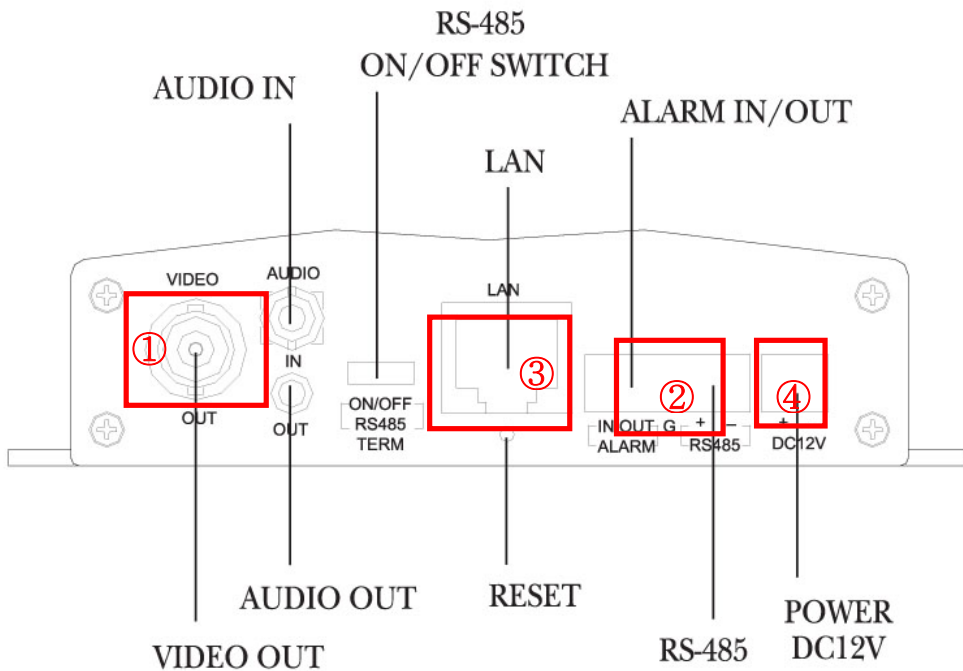 RS-485
ON/OFF SWITCH
AUDIO IN
ALARM IN/OUT
LAN
VIDEO
AUDIO
LAN
①
IN
③
②
④
OUT
OUT
ON/OFF
RS485
TERM
IN OUT G + −
ALARM RS485
+
DC12V
AUDIO OUT
RESET
POWER
DC12V
VIDEO OUT
RS-485